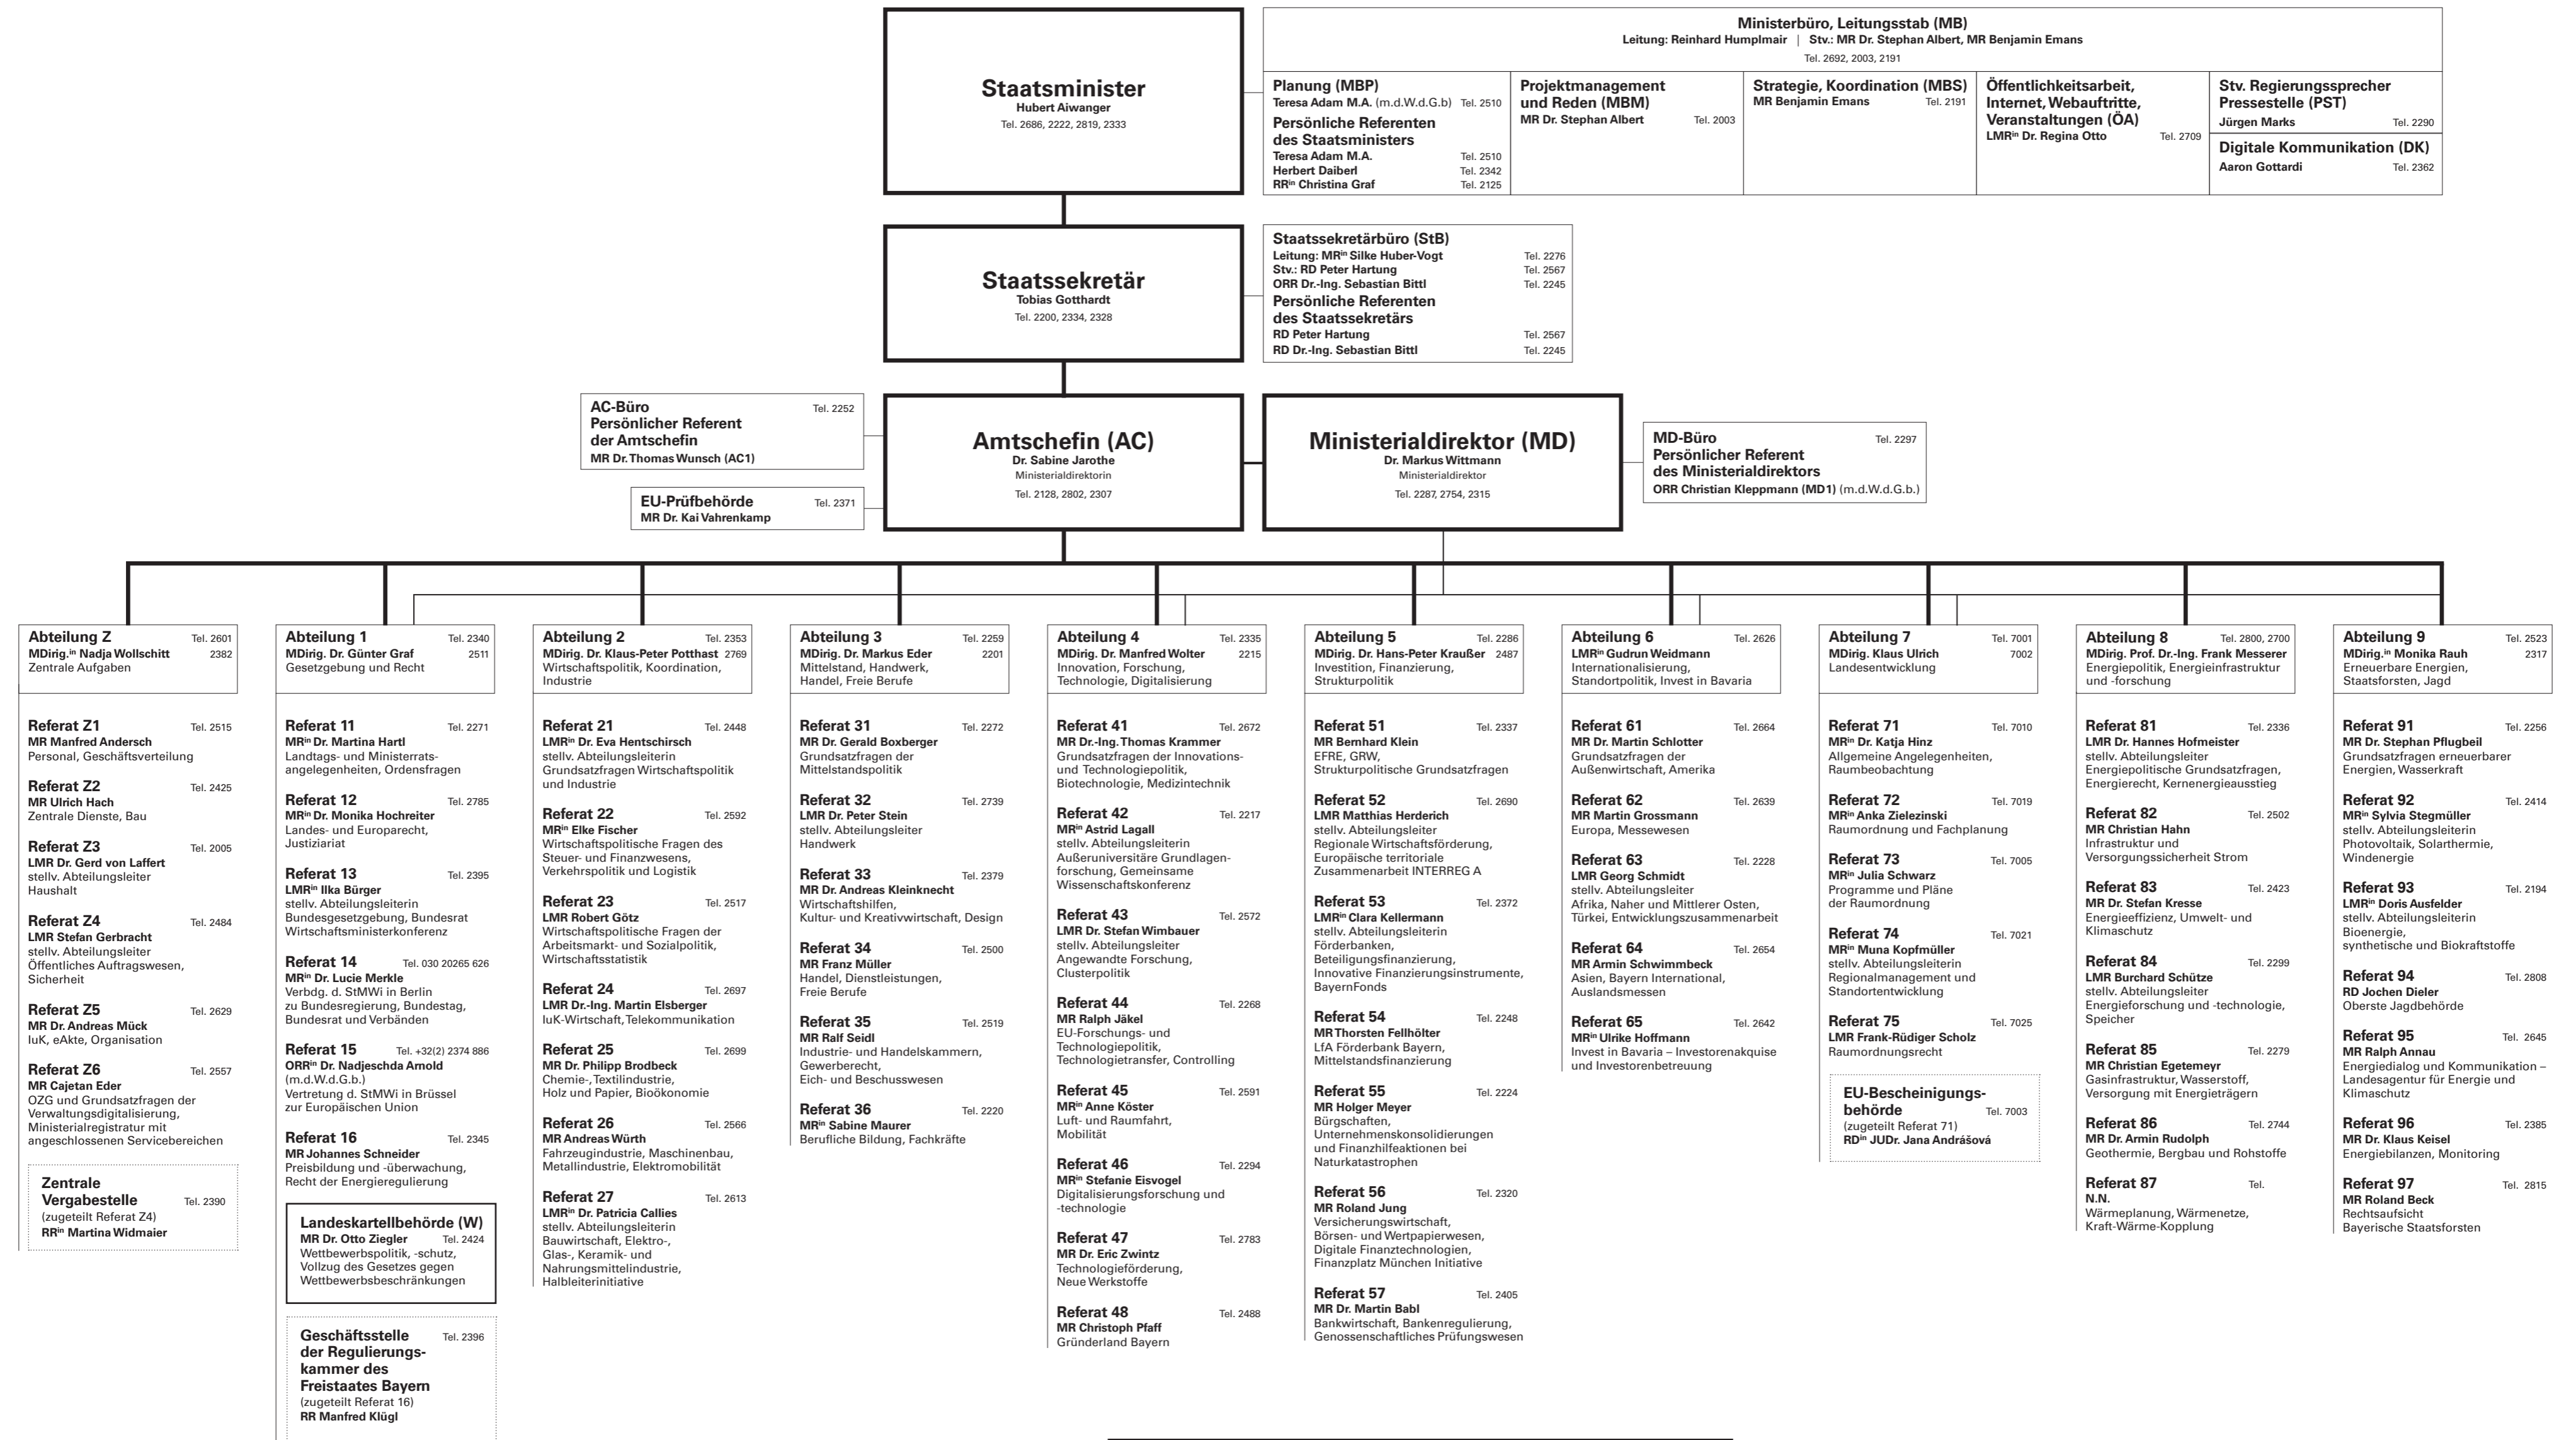 Staatsminister
Hubert Aiwanger
Tel. 2686, 2222, 2819, 2333
Ministerbüro, Leitungsstab (MB)
Leitung: Reinhard Humplmair | Stv.: MR Dr. Stephan Albert, MR Benjamin Emans
Tel. 2692, 2003, 2191
Planung (MBP)
Teresa Adam M.A. (m.d.W.d.G.b) Tel. 2510
Persönliche Referenten
des Staatsministers
Teresa Adam M.A. Tel. 2510
Herbert Daiberl Tel. 2342
RRin Christina Graf Tel. 2125
Projektmanagement
und Reden (MBM)
MR Dr. Stephan Albert Tel. 2003
Strategie, Koordination (MBS)
MR Benjamin Emans Tel. 2191
Öffentlichkeitsarbeit,
Internet, Webauftritte,
Veranstaltungen (ÖA)
LMRin Dr. Regina Otto Tel. 2709
Stv. Regierungssprecher
Pressestelle (PST)
Jürgen Marks Tel. 2290
Digitale Kommunikation (DK)
Aaron Gottardi Tel. 2362
Staatssekretär
Tobias Gotthardt
Tel. 2200, 2334, 2328
Staatssekretärbüro (StB)
Leitung: MRin Silke Huber-Vogt Tel. 2276
Stv.: RD Peter Hartung Tel. 2567
ORR Dr.-Ing. Sebastian Bittl Tel. 2245
Persönliche Referenten
des Staatssekretärs
RD Peter Hartung Tel. 2567
RD Dr.-Ing. Sebastian Bittl Tel. 2245
AC-Büro Tel. 2252
Persönlicher Referent
der Amtschefin
MR Dr. Thomas Wunsch (AC1)
EU-Prüfbehörde Tel. 2371
MR Dr. Kai Vahrenkamp
Amtschefin (AC)
Dr. Sabine Jarothe
Ministerialdirektorin
Tel. 2128, 2802, 2307
Ministerialdirektor (MD)
Dr. Markus Wittmann
Ministerialdirektor
Tel. 2287, 2754, 2315
MD-Büro Tel. 2297
Persönlicher Referent
des Ministerialdirektors
ORR Christian Kleppmann (MD1) (m.d.W.d.G.b.)
Abteilung Z Tel. 2601
MDirig.in Nadja Wollschitt 2382
Zentrale Aufgaben
Referat Z1 Tel. 2515
MR Manfred Andersch
Personal, Geschäftsverteilung
Referat Z2 Tel. 2425
MR Ulrich Hach
Zentrale Dienste, Bau
Referat Z3 Tel. 2005
LMR Dr. Gerd von Laffert
stellv. Abteilungsleiter
Haushalt
Referat Z4 Tel. 2484
LMR Stefan Gerbracht
stellv. Abteilungsleiter
Öffentliches Auftragswesen,
Sicherheit
Referat Z5 Tel. 2629
MR Dr. Andreas Mück
IuK, eAkte, Organisation
Referat Z6 Tel. 2557
MR Cajetan Eder
OZG und Grundsatzfragen der
Verwaltungsdigitalisierung,
Ministerialregistratur mit
angeschlossenen Servicebereichen
Zentrale
Vergabestelle Tel. 2390
(zugeteilt Referat Z4)
RRin Martina Widmaier
Abteilung 1 Tel. 2340
MDirig. Dr. Günter Graf 2511
Gesetzgebung und Recht
Referat 11 Tel. 2271
MRin Dr. Martina Hartl
Landtags- und Ministerrats-
angelegenheiten, Ordensfragen
Referat 12 Tel. 2785
MRin Dr. Monika Hochreiter
Landes- und Europarecht,
Justiziariat
Referat 13 Tel. 2395
LMRin Ilka Bürger
stellv. Abteilungsleiterin
Bundesgesetzgebung, Bundesrat
Wirtschaftsministerkonferenz
Referat 14 Tel. 030 20265 626
MRin Dr. Lucie Merkle
Verbdg. d. StMWi in Berlin
zu Bundesregierung, Bundestag,
Bundesrat und Verbänden
Referat 15 Tel. +32(2) 2374 886
ORRin Dr. Nadjeschda Arnold
(m.d.W.d.G.b.)
Vertretung d. StMWi in Brüssel
zur Europäischen Union
Referat 16 Tel. 2345
MR Johannes Schneider
Preisbildung und -überwachung,
Recht der Energieregulierung
Landeskartellbehörde (W)
MR Dr. Otto Ziegler Tel. 2424
Wettbewerbspolitik, -schutz,
Vollzug des Gesetzes gegen
Wettbewerbsbeschränkungen
Geschäftsstelle Tel. 2396
der Regulierungs-
kammer des
Freistaates Bayern
(zugeteilt Referat 16)
RR Manfred Klügl
Abteilung 2 Tel. 2353
MDirig. Dr. Klaus-Peter Potthast 2769
Wirtschaftspolitik, Koordination,
Industrie
Referat 21 Tel. 2448
LMRin Dr. Eva Hentschirsch
stellv. Abteilungsleiterin
Grundsatzfragen Wirtschaftspolitik
und Industrie
Referat 22 Tel. 2592
MRin Elke Fischer
Wirtschaftspolitische Fragen des
Steuer- und Finanzwesens,
Verkehrspolitik und Logistik
Referat 23 Tel. 2517
LMR Robert Götz
Wirtschaftspolitische Fragen der
Arbeitsmarkt- und Sozialpolitik,
Wirtschaftsstatistik
Referat 24 Tel. 2697
LMR Dr.-Ing. Martin Elsberger
IuK-Wirtschaft, Telekommunikation
Referat 25 Tel. 2699
MR Dr. Philipp Brodbeck
Chemie-, Textilindustrie,
Holz und Papier, Bioökonomie
Referat 26 Tel. 2566
MR Andreas Würth
Fahrzeugindustrie, Maschinenbau,
Metallindustrie, Elektromobilität
Referat 27 Tel. 2613
LMRin Dr. Patricia Callies
stellv. Abteilungsleiterin
Bauwirtschaft, Elektro-,
Glas-, Keramik- und
Nahrungsmittelindustrie,
Halbleiterinitiative
Abteilung 3 Tel. 2259
MDirig. Dr. Markus Eder 2201
Mittelstand, Handwerk,
Handel, Freie Berufe
Referat 31 Tel. 2272
MR Dr. Gerald Boxberger
Grundsatzfragen der
Mittelstandspolitik
Referat 32 Tel. 2739
LMR Dr. Peter Stein
stellv. Abteilungsleiter
Handwerk
Referat 33 Tel. 2379
MR Dr. Andreas Kleinknecht
Wirtschaftshilfen,
Kultur- und Kreativwirtschaft, Design
Referat 34 Tel. 2500
MR Franz Müller
Handel, Dienstleistungen,
Freie Berufe
Referat 35 Tel. 2519
MR Ralf Seidl
Industrie- und Handelskammern,
Gewerberecht,
Eich- und Beschusswesen
Referat 36 Tel. 2220
MRin Sabine Maurer
Berufliche Bildung, Fachkräfte
Abteilung 4 Tel. 2335
MDirig. Dr. Manfred Wolter 2215
Innovation, Forschung,
Technologie, Digitalisierung
Referat 41 Tel. 2672
MR Dr.-Ing. Thomas Krammer
Grundsatzfragen der Innovations-
und Technologiepolitik,
Biotechnologie, Medizintechnik
Referat 42 Tel. 2217
MRin Astrid Lagall
stellv. Abteilungsleiterin
Außeruniversitäre Grundlagen-
forschung, Gemeinsame
Wissenschaftskonferenz
Referat 43 Tel. 2572
LMR Dr. Stefan Wimbauer
stellv. Abteilungsleiter
Angewandte Forschung,
Clusterpolitik
Referat 44 Tel. 2268
MR Ralph Jäkel
EU-Forschungs- und
Technologiepolitik,
Technologietransfer, Controlling
Referat 45 Tel. 2591
MRin Anne Köster
Luft- und Raumfahrt,
Mobilität
Referat 46 Tel. 2294
MRin Stefanie Eisvogel
Digitalisierungsforschung und
-technologie
Referat 47 Tel. 2783
MR Dr. Eric Zwintz
Technologieförderung,
Neue Werkstoffe
Referat 48 Tel. 2488
MR Christoph Pfaff
Gründerland Bayern
Abteilung 5 Tel. 2286
MDirig. Dr. Hans-Peter Kraußer 2487
Investition, Finanzierung,
Strukturpolitik
Referat 51 Tel. 2337
MR Bernhard Klein
EFRE, GRW,
Strukturpolitische Grundsatzfragen
Referat 52 Tel. 2690
LMR Matthias Herderich
stellv. Abteilungsleiter
Regionale Wirtschaftsförderung,
Europäische territoriale
Zusammenarbeit INTERREG A
Referat 53 Tel. 2372
LMRin Clara Kellermann
stellv. Abteilungsleiterin
Förderbanken,
Beteiligungsfinanzierung,
Innovative Finanzierungsinstrumente,
BayernFonds
Referat 54 Tel. 2248
MR Thorsten Fellhölter
LfA Förderbank Bayern,
Mittelstandsfinanzierung
Referat 55 Tel. 2224
MR Holger Meyer
Bürgschaften,
Unternehmenskonsolidierungen
und Finanzhilfeaktionen bei
Naturkatastrophen
Referat 56 Tel. 2320
MR Roland Jung
Versicherungswirtschaft,
Börsen- und Wertpapierwesen,
Digitale Finanztechnologien,
Finanzplatz München Initiative
Referat 57 Tel. 2405
MR Dr. Martin Babl
Bankwirtschaft, Bankenregulierung,
Genossenschaftliches Prüfungswesen
Abteilung 6 Tel. 2626
LMRin Gudrun Weidmann
Internationalisierung,
Standortpolitik, Invest in Bavaria
Referat 61 Tel. 2664
MR Dr. Martin Schlotter
Grundsatzfragen der
Außenwirtschaft, Amerika
Referat 62 Tel. 2639
MR Martin Grossmann
Europa, Messewesen
Referat 63 Tel. 2228
LMR Georg Schmidt
stellv. Abteilungsleiter
Afrika, Naher und Mittlerer Osten,
Türkei, Entwicklungszusammenarbeit
Referat 64 Tel. 2654
MR Armin Schwimmbeck
Asien, Bayern International,
Auslandsmessen
Referat 65 Tel. 2642
MRin Ulrike Hoffmann
Invest in Bavaria – Investorenakquise
und Investorenbetreuung
Abteilung 7 Tel. 7001
MDirig. Klaus Ulrich 7002
Landesentwicklung
Referat 71 Tel. 7010
MRin Dr. Katja Hinz
Allgemeine Angelegenheiten,
Raumbeobachtung
Referat 72 Tel. 7019
MRin Anka Zielezinski
Raumordnung und Fachplanung
Referat 73 Tel. 7005
MRin Julia Schwarz
Programme und Pläne
der Raumordnung
Referat 74 Tel. 7021
MRin Muna Kopfmüller
stellv. Abteilungsleiterin
Regionalmanagement und
Standortentwicklung
Referat 75 Tel. 7025
LMR Frank-Rüdiger Scholz
Raumordnungsrecht
EU-Bescheinigungs-
behörde Tel. 7003
(zugeteilt Referat 71)
RDin JUDr. Jana Andrášová
Abteilung 8 Tel. 2800, 2700
MDirig. Prof. Dr.-Ing. Frank Messerer
Energiepolitik, Energieinfrastruktur
und -forschung
Referat 81 Tel. 2336
LMR Dr. Hannes Hofmeister
stellv. Abteilungsleiter
Energiepolitische Grundsatzfragen,
Energierecht, Kernenergieausstieg
Referat 82 Tel. 2502
MR Christian Hahn
Infrastruktur und
Versorgungssicherheit Strom
Referat 83 Tel. 2423
MR Dr. Stefan Kresse
Energieeffizienz, Umwelt- und
Klimaschutz
Referat 84 Tel. 2299
LMR Burchard Schütze
stellv. Abteilungsleiter
Energieforschung und -technologie,
Speicher
Referat 85 Tel. 2279
MR Christian Egetemeyr
Gasinfrastruktur, Wasserstoff,
Versorgung mit Energieträgern
Referat 86 Tel. 2744
MR Dr. Armin Rudolph
Geothermie, Bergbau und Rohstoffe
Referat 87 Tel.
N.N.
Wärmeplanung, Wärmenetze,
Kraft-Wärme-Kopplung
Abteilung 9 Tel. 2523
MDirig.in Monika Rauh 2317
Erneuerbare Energien,
Staatsforsten, Jagd
Referat 91 Tel. 2256
MR Dr. Stephan Pflugbeil
Grundsatzfragen erneuerbarer
Energien, Wasserkraft
Referat 92 Tel. 2414
MRin Sylvia Stegmüller
stellv. Abteilungsleiterin
Photovoltaik, Solarthermie,
Windenergie
Referat 93 Tel. 2194
LMRin Doris Ausfelder
stellv. Abteilungsleiterin
Bioenergie,
synthetische und Biokraftstoffe
Referat 94 Tel. 2808
RD Jochen Dieler
Oberste Jagdbehörde
Referat 95 Tel. 2645
MR Ralph Annau
Energiedialog und Kommunikation –
Landesagentur für Energie und
Klimaschutz
Referat 96 Tel. 2385
MR Dr. Klaus Keisel
Energiebilanzen, Monitoring
Referat 97 Tel. 2815
MR Roland Beck
Rechtsaufsicht
Bayerische Staatsforsten